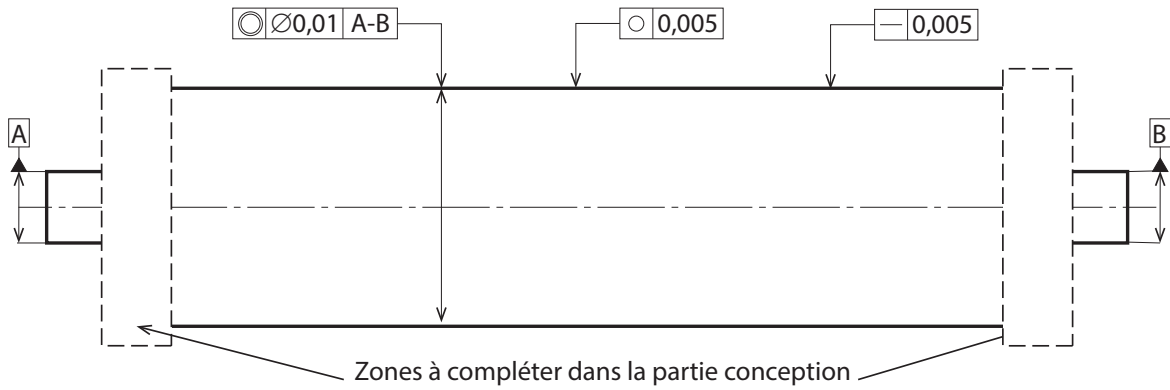 ◎ ∅0,01 A-B
○ 0,005
— 0,005
A
B
Zones à compléter dans la partie conception